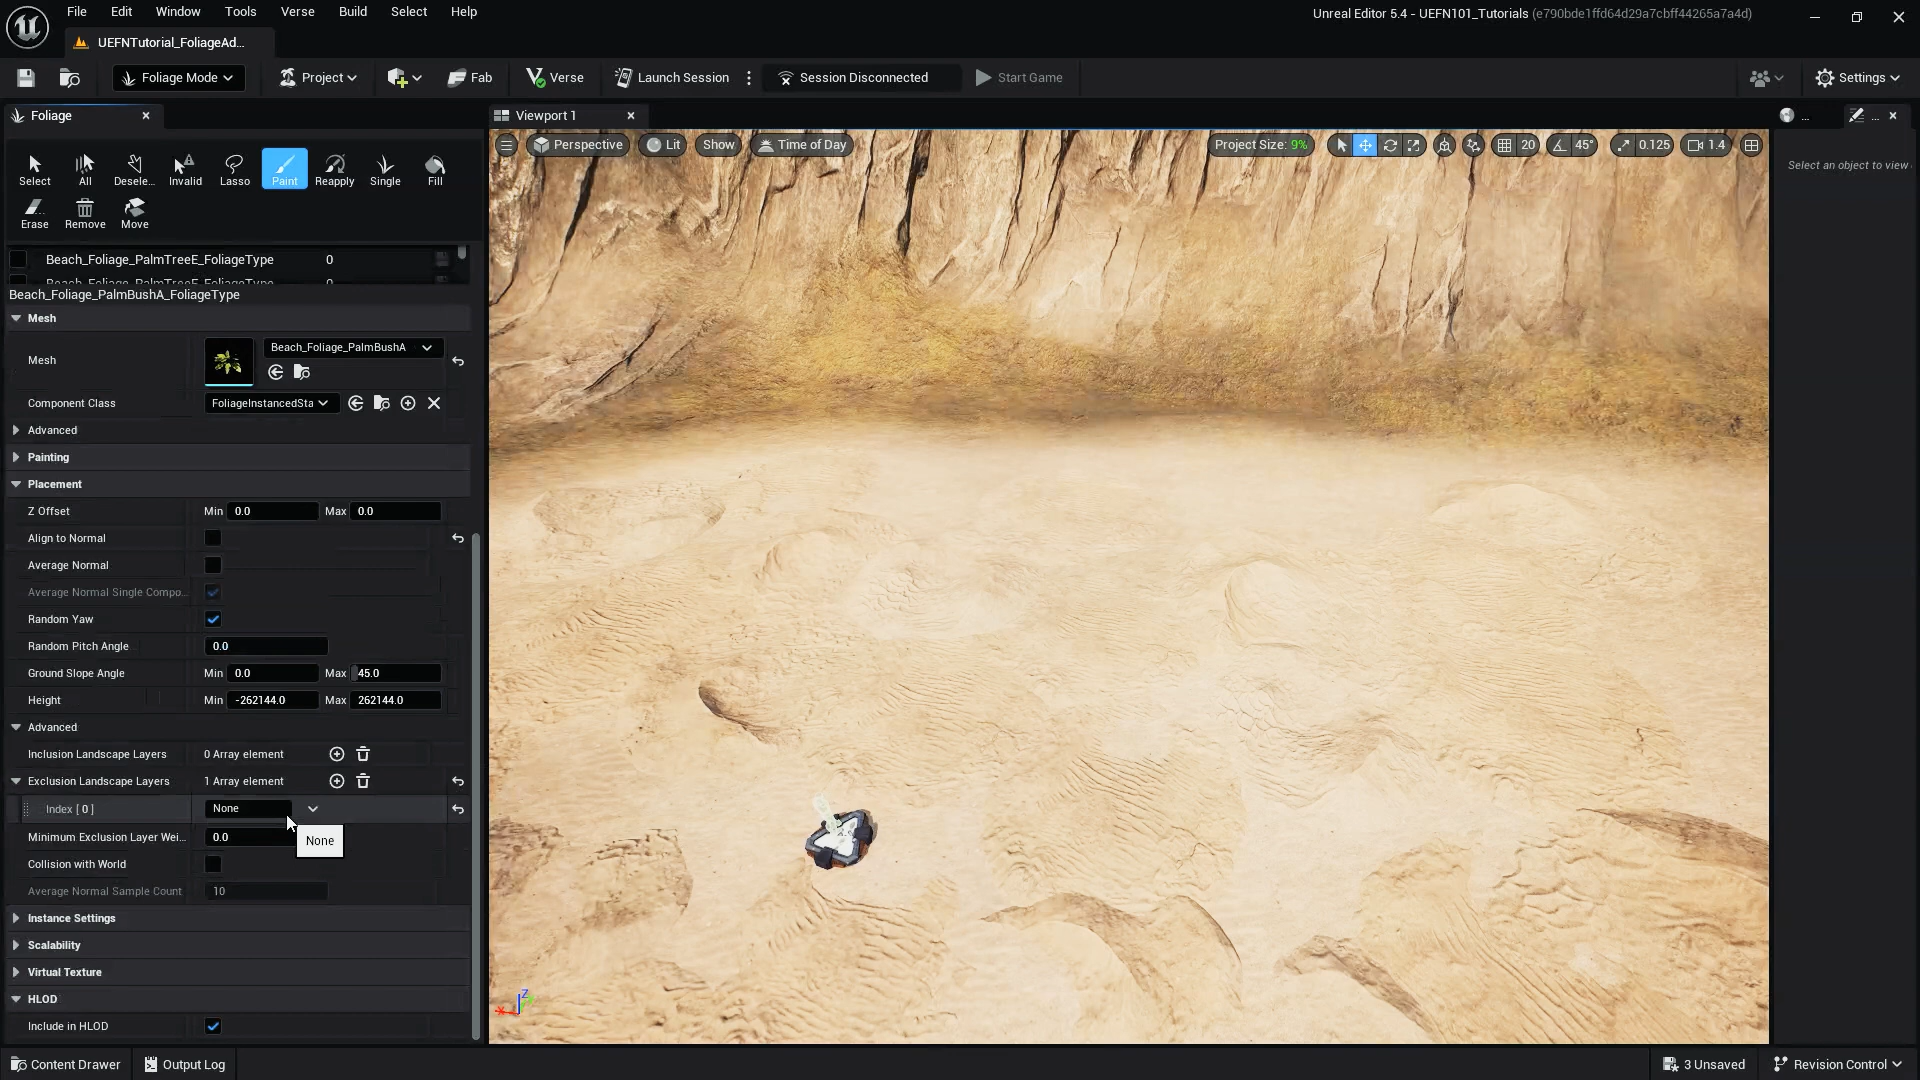 File Edit Window Tools Verse Build Select Help
Unreal Editor 5.4 - UEFN101_Tutorials (e790bde1ffd64d29a7cbff44265a7a4d)
UEFNTutorial_FoliageAd...
Foliage Mode Project Fab Verse Launch Session Session Disconnected Start Game Settings
Foliage
Viewport 1
...
...
Perspective Lit Show Time of Day Project Size: 9% 20 45° 0.125 1.4
Select an object to view
Select All Desele... Invalid Lasso Paint Reapply Single Fill
Erase Remove Move
Beach_Foliage_PalmTreeE_FoliageType 0
Beach_Foliage_PalmBushA_FoliageType
Mesh
Mesh Beach_Foliage_PalmBushA
Component Class FoliageInstancedSta
Advanced
Painting
Placement
Z Offset Min 0.0 Max 0.0
Align to Normal
Average Normal
Average Normal Single Compo...
Random Yaw
Random Pitch Angle 0.0
Ground Slope Angle Min 0.0 Max 45.0
Height Min -262144.0 Max 262144.0
Advanced
Inclusion Landscape Layers 0 Array element
Exclusion Landscape Layers 1 Array element
Index [ 0 ] None
Minimum Exclusion Layer Wei... 0.0
None
Collision with World
Average Normal Sample Count 10
Instance Settings
Scalability
Virtual Texture
HLOD
Include in HLOD
Z
X
Content Drawer Output Log 3 Unsaved Revision Control